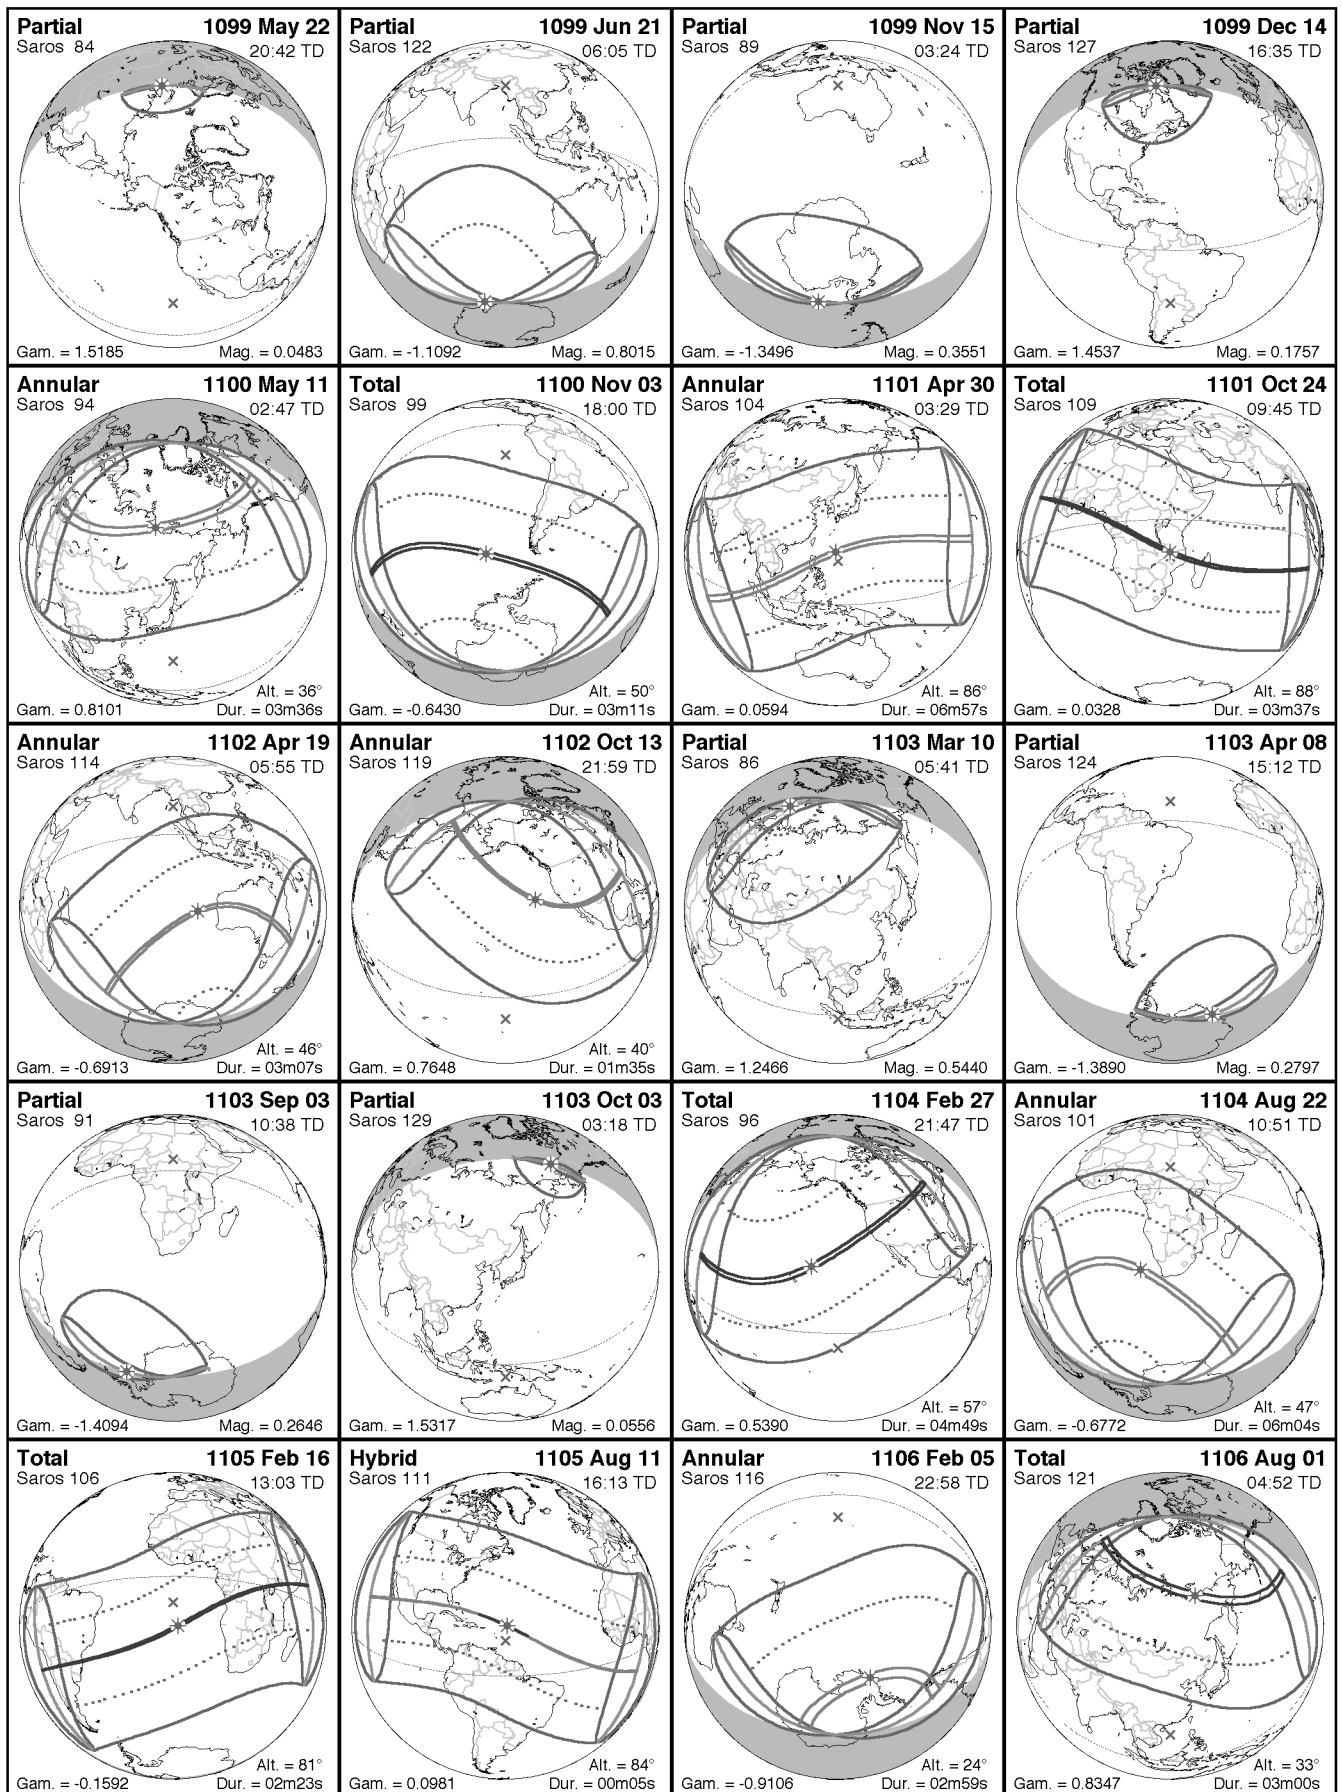 Partial 1099 May 22
Saros 84 20:42 TD
Gam. = 1.5185 Mag. = 0.0483
Partial 1099 Jun 21
Saros 122 06:05 TD
Gam. = -1.1092 Mag. = 0.8015
Partial 1099 Nov 15
Saros 89 03:24 TD
Gam. = -1.3496 Mag. = 0.3551
Partial 1099 Dec 14
Saros 127 16:35 TD
Gam. = 1.4537 Mag. = 0.1757
Annular 1100 May 11
Saros 94 02:47 TD
Alt. = 36°
Gam. = 0.8101 Dur. = 03m36s
Total 1100 Nov 03
Saros 99 18:00 TD
Alt. = 50°
Gam. = -0.6430 Dur. = 03m11s
Annular 1101 Apr 30
Saros 104 03:29 TD
Alt. = 86°
Gam. = 0.0594 Dur. = 06m57s
Total 1101 Oct 24
Saros 109 09:45 TD
Alt. = 88°
Gam. = 0.0328 Dur. = 03m37s
Annular 1102 Apr 19
Saros 114 05:55 TD
Alt. = 46°
Gam. = -0.6913 Dur. = 03m07s
Annular 1102 Oct 13
Saros 119 21:59 TD
Alt. = 40°
Gam. = 0.7648 Dur. = 01m35s
Partial 1103 Mar 10
Saros 86 05:41 TD
Gam. = 1.2466 Mag. = 0.5440
Partial 1103 Apr 08
Saros 124 15:12 TD
Gam. = -1.3890 Mag. = 0.2797
Partial 1103 Sep 03
Saros 91 10:38 TD
Gam. = -1.4094 Mag. = 0.2646
Partial 1103 Oct 03
Saros 129 03:18 TD
Gam. = 1.5317 Mag. = 0.0556
Total 1104 Feb 27
Saros 96 21:47 TD
Alt. = 57°
Gam. = 0.5390 Dur. = 04m49s
Annular 1104 Aug 22
Saros 101 10:51 TD
Alt. = 47°
Gam. = -0.6772 Dur. = 06m04s
Total 1105 Feb 16
Saros 106 13:03 TD
Alt. = 81°
Gam. = -0.1592 Dur. = 02m23s
Hybrid 1105 Aug 11
Saros 111 16:13 TD
Alt. = 84°
Gam. = 0.0981 Dur. = 00m05s
Annular 1106 Feb 05
Saros 116 22:58 TD
Alt. = 24°
Gam. = -0.9106 Dur. = 02m59s
Total 1106 Aug 01
Saros 121 04:52 TD
Alt. = 33°
Gam. = 0.8347 Dur. = 03m00s